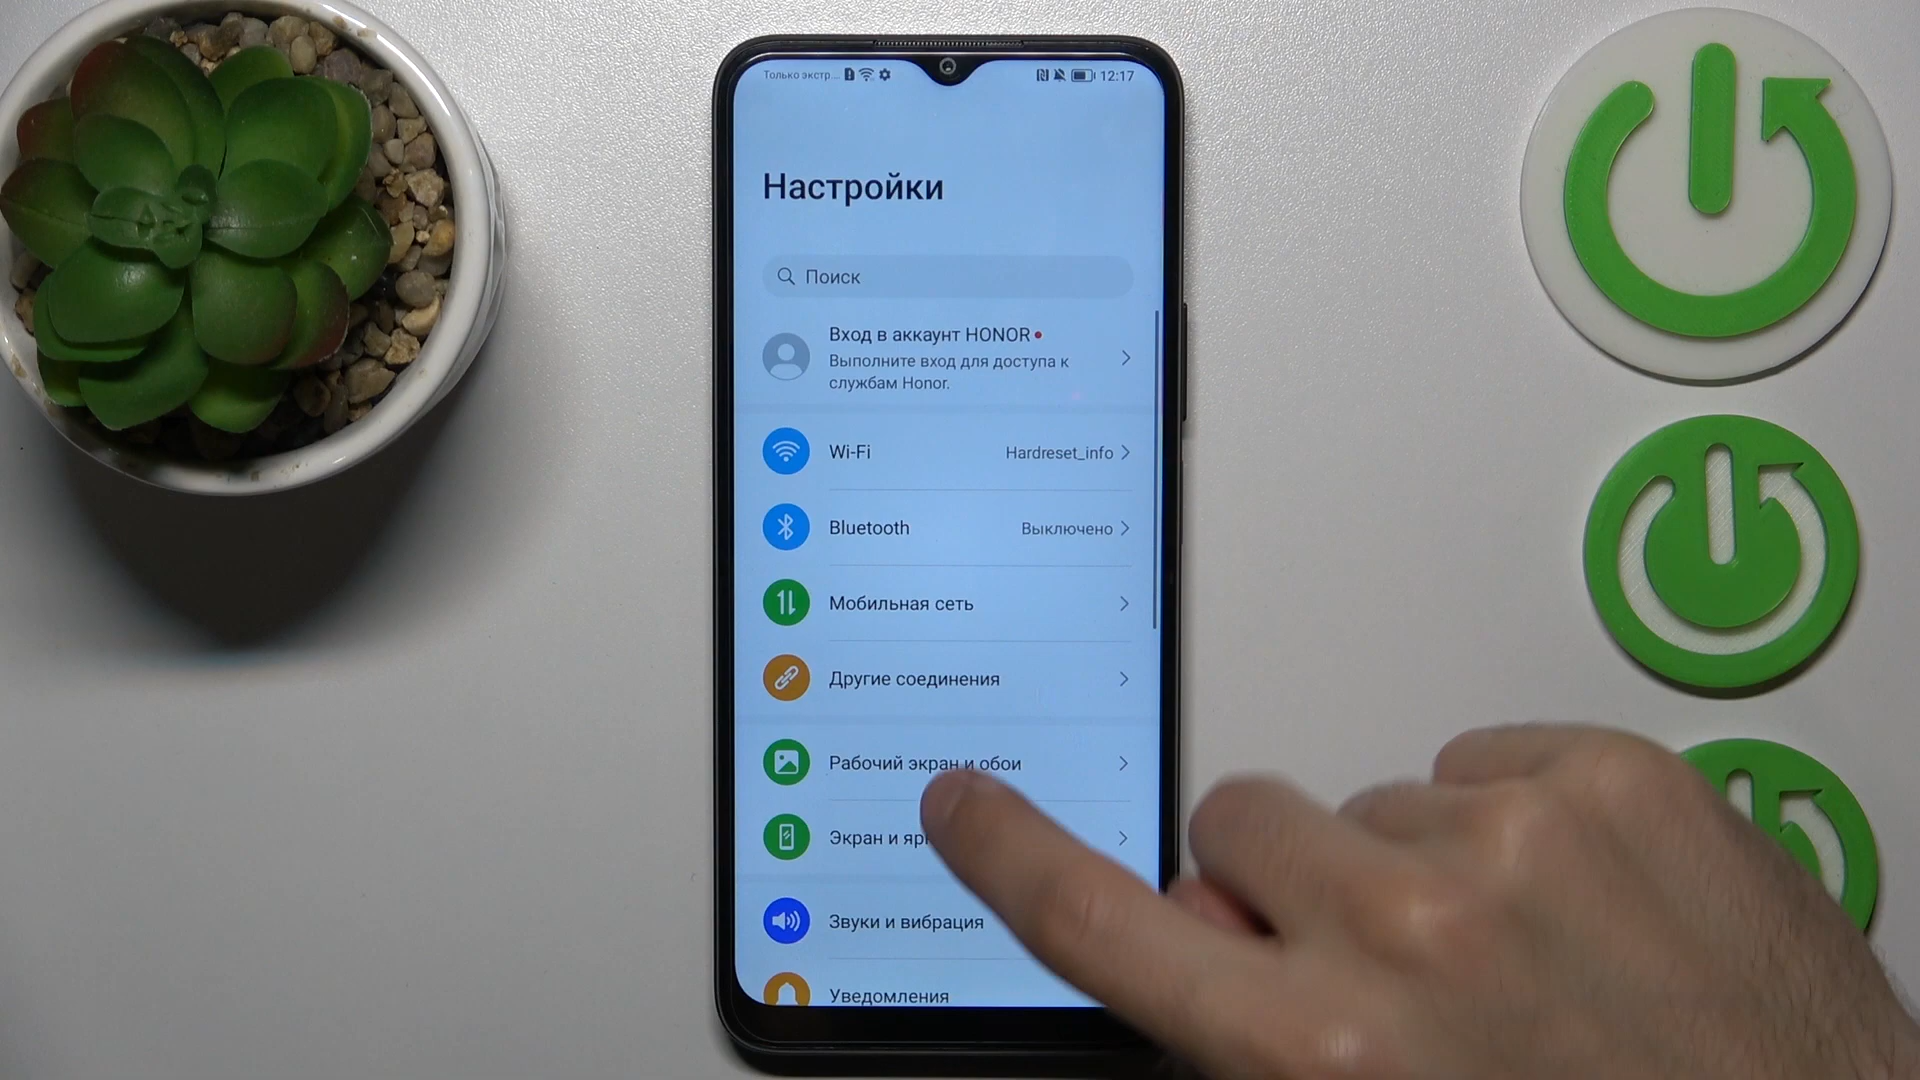 Только экстр... 12:17
Настройки
Поиск
Вход в аккаунт HONOR
Выполните вход для доступа к
службам Honor.
Wi-Fi Hardreset_info
Bluetooth Выключено
Мобильная сеть
Другие соединения
Рабочий экран и обои
Экран и
Звуки и вибрация
Уведомления